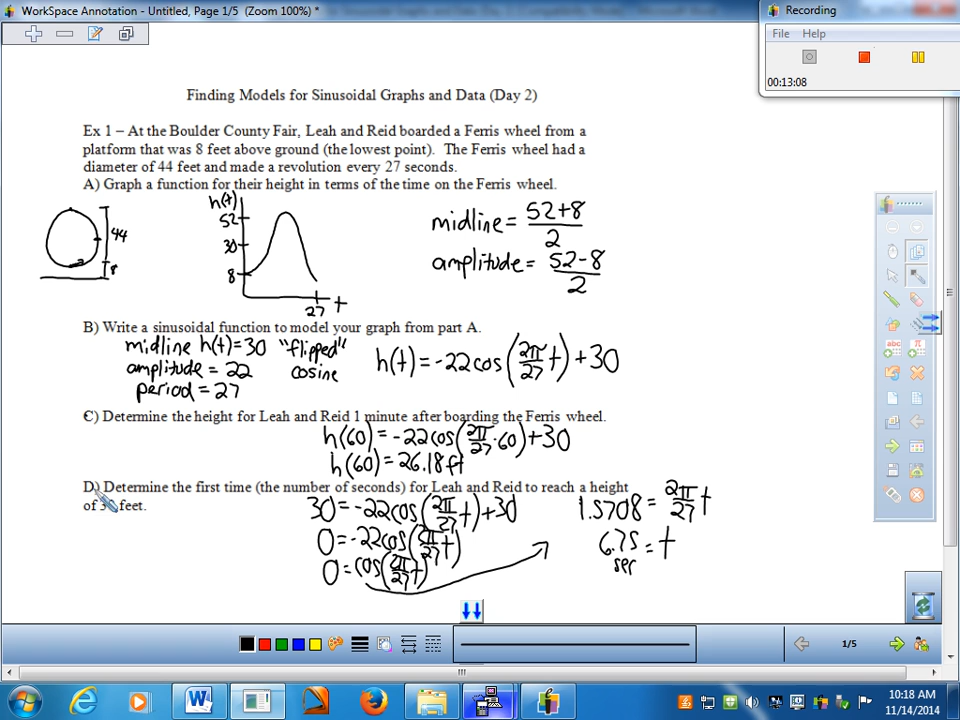 WorkSpace Annotation - Untitled, Page 1/5 (Zoom 100%) *
Recording
File Help
00:13:08
Finding Models for Sinusoidal Graphs and Data (Day 2)
Ex 1 – At the Boulder County Fair, Leah and Reid boarded a Ferris wheel from a
platform that was 8 feet above ground (the lowest point). The Ferris wheel had a
diameter of 44 feet and made a revolution every 27 seconds.
A) Graph a function for their height in terms of the time on the Ferris wheel.
44
8
h(t)
52
30
8
27 t
midline = 52+8
2
amplitude = 52-8
2
B) Write a sinusoidal function to model your graph from part A.
midline h(t)=30 "flipped"
amplitude = 22 cosine
period = 27
h(t) = -22cos(2π/27 t) + 30
C) Determine the height for Leah and Reid 1 minute after boarding the Ferris wheel.
h(60) = -22cos(2π/27 · 60) + 30
h(60) = 26.18 ft
D) Determine the first time (the number of seconds) for Leah and Reid to reach a height
of 30 feet.
30 = -22cos(2π/27 t) + 30
0 = -22cos(2π/27 t)
0 = cos(2π/27 t)
1.5708 = 2π/27 t
6.75 = t
sec
abc
π
1/5
10:18 AM
11/14/2014